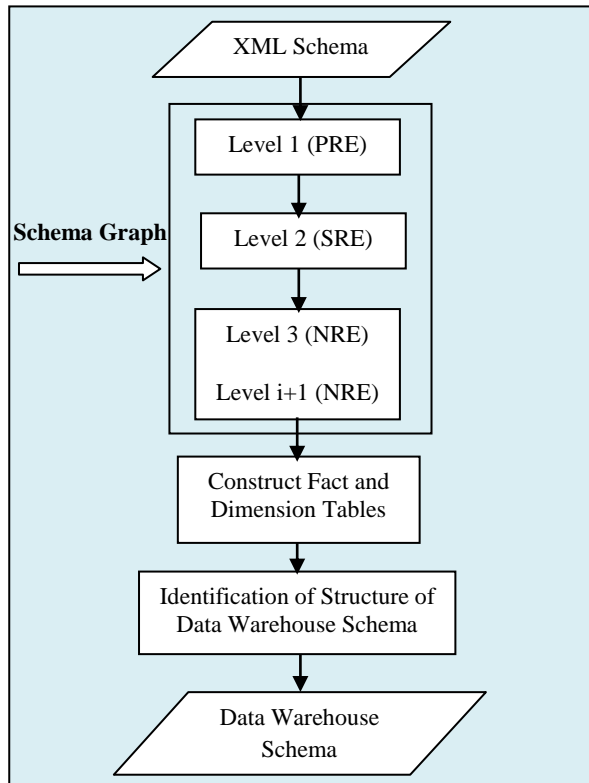 XML Schema
Level 1 (PRE)
Schema Graph
Level 2 (SRE)
Level 3 (NRE)
Level i+1 (NRE)
Construct Fact and
Dimension Tables
Identification of Structure of
Data Warehouse Schema
Data Warehouse
Schema